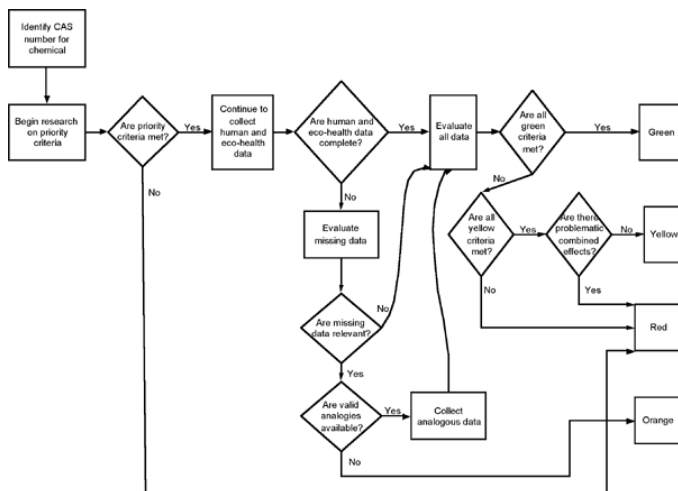 Identify CAS
number for
chemical
Begin research
on priority
criteria
Are priority
criteria met?
Yes
No
Continue to
collect
human and
eco-health
data
Are human and
eco-health data
complete?
Yes
No
Evaluate
all data
Are all
green
criteria
met?
Yes
Green
No
Evaluate
missing data
Are all
yellow
criteria
met?
Yes
Are there
problematic
combined
effects?
No
Yellow
Yes
No
Red
Are missing
data relevant?
No
Yes
Are valid
analogies
available?
Yes
Collect
analogous data
No
Orange